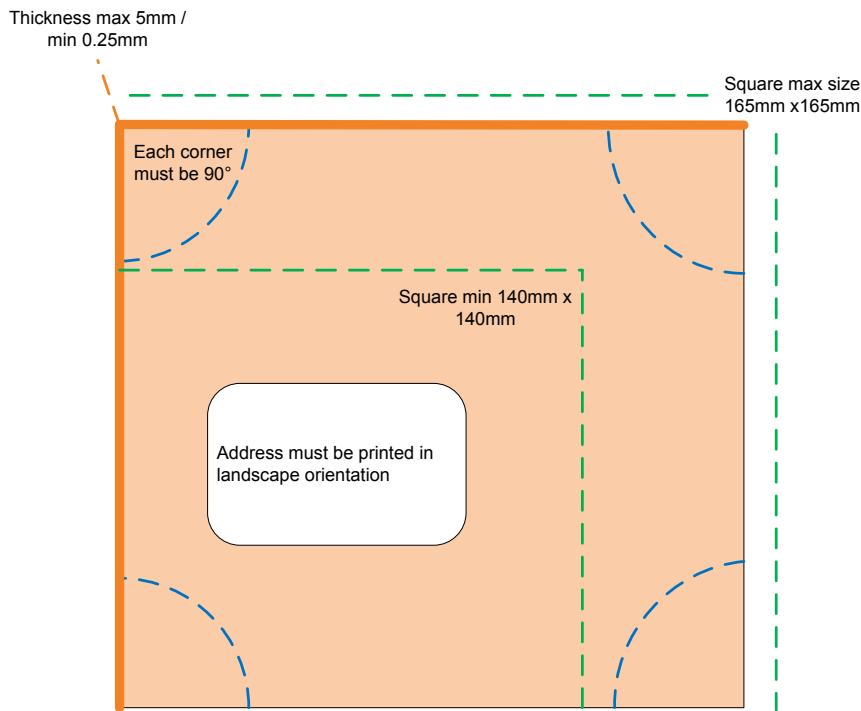 Thickness max 5mm /
min 0.25mm
Square max size
165mm x165mm
Each corner
must be 90°
Square min 140mm x
140mm
Address must be printed in
landscape orientation